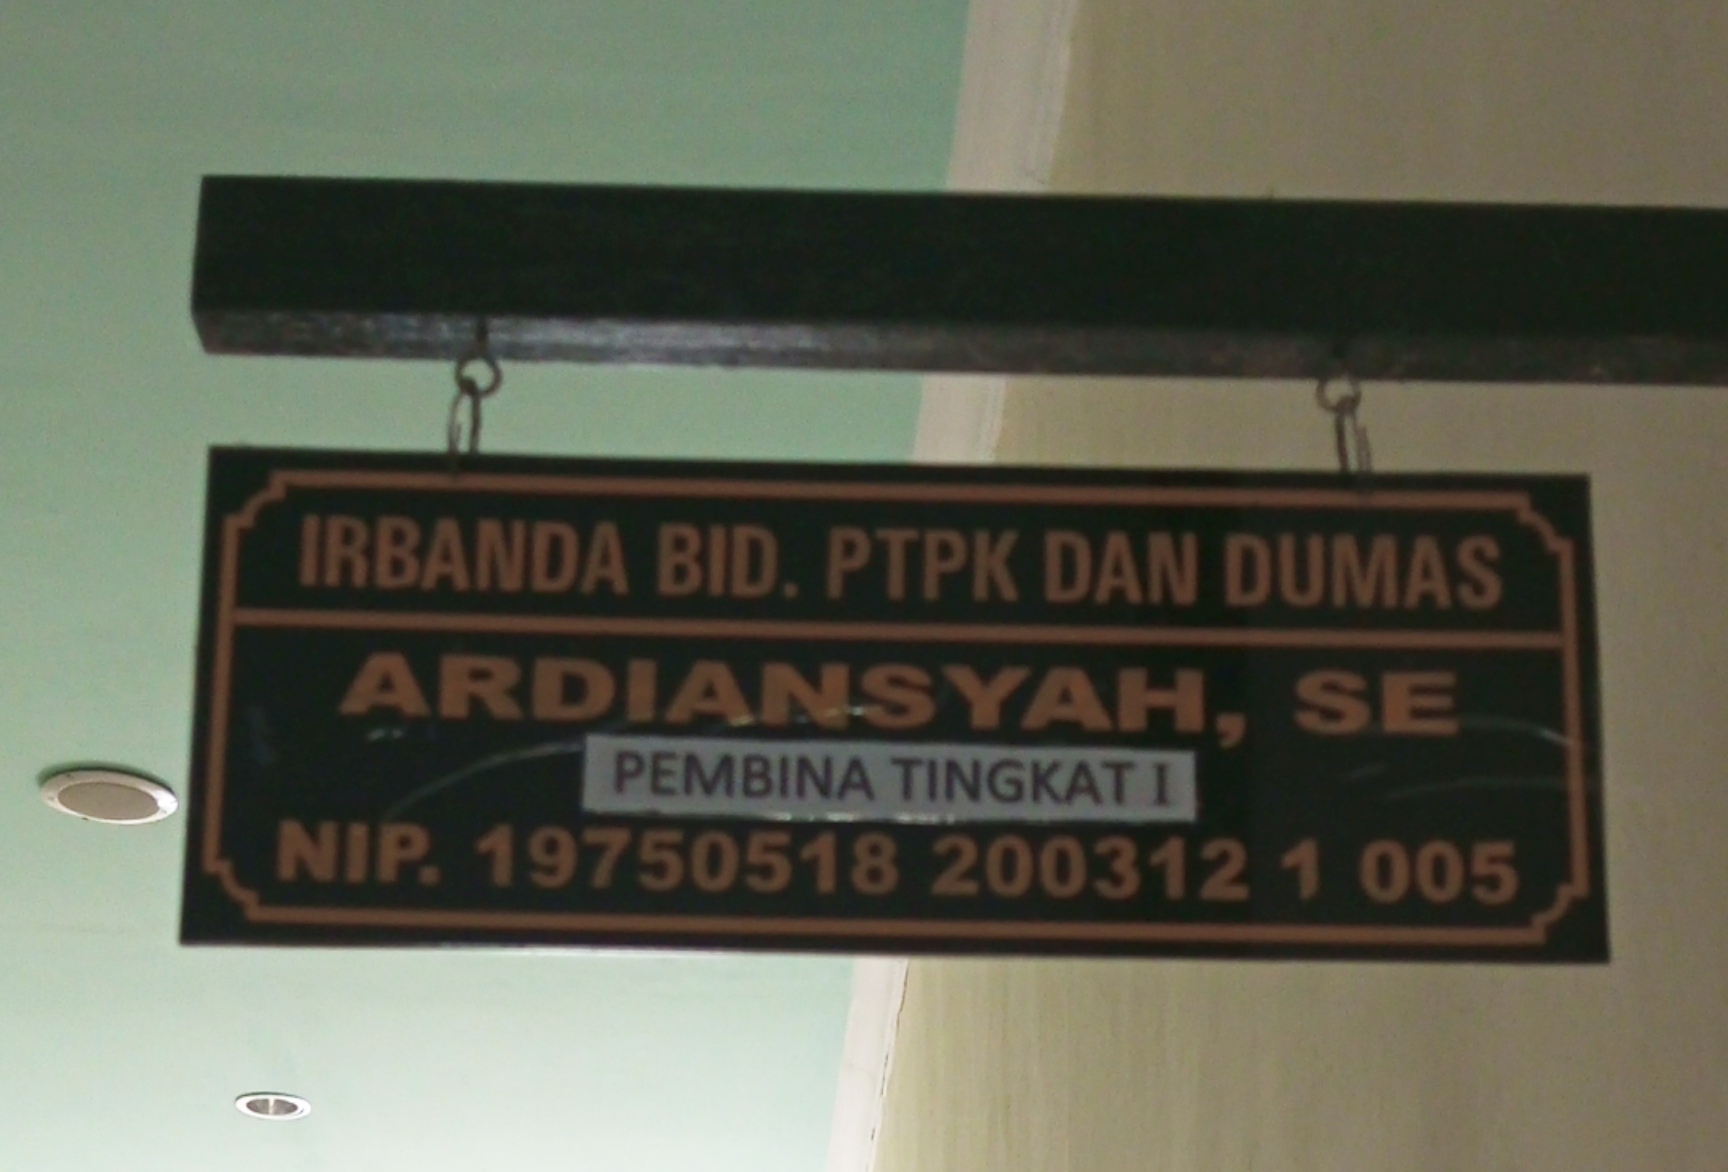 IRBANDA BID. PTPK DAN DUMAS
ARDIANSYAH, SE
PEMBINA TINGKAT I
NIP. 19750518 200312 1 005